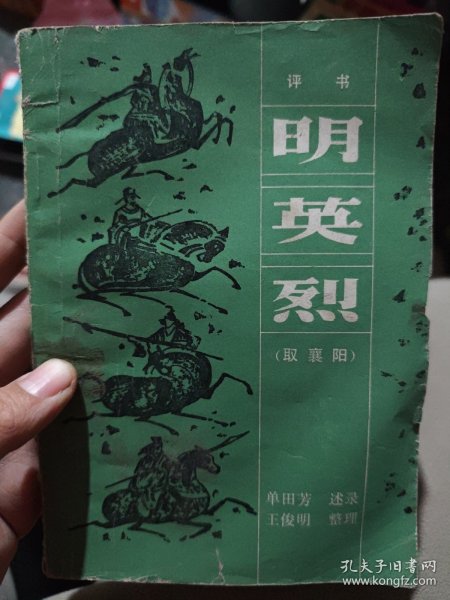 评 书
明
英
烈
（取襄阳）
单田芳 述录
王俊明 整理
孔夫子旧书网
www.kongfz.com